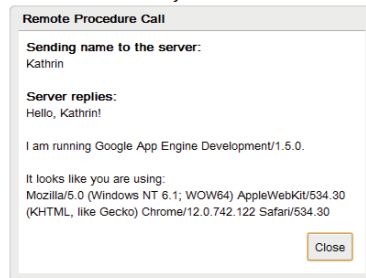 Remote Procedure Call
Sending name to the server:
Kathrin
Server replies:
Hello, Kathrin!
I am running Google App Engine Development/1.5.0.
It looks like you are using:
Mozilla/5.0 (Windows NT 6.1; WOW64) AppleWebKit/534.30
(KHTML, like Gecko) Chrome/12.0.742.122 Safari/534.30
Close